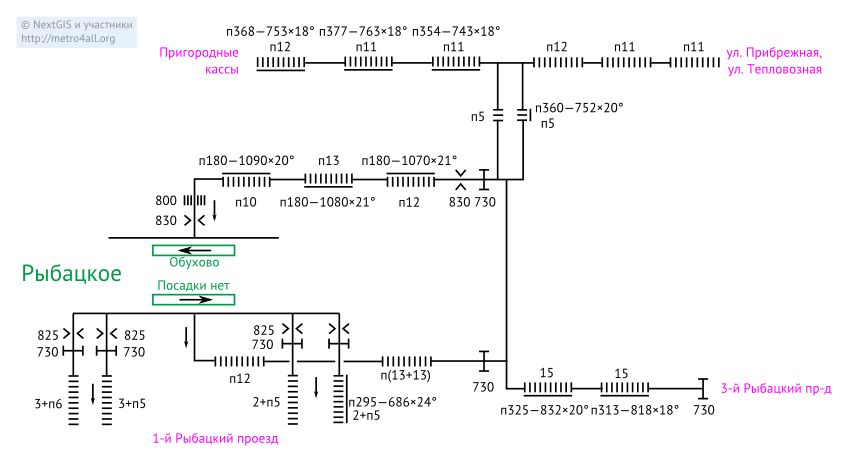 © NextGIS и участники
http://metro4all.org
п368−753×18° п377−763×18° п354−743×18°
Пригородные
кассы
п12
п11
п11
п12
п11
п11
ул. Прибрежная,
ул. Тепловозная
п5
п360−752×20°
п5
п180−1090×20°
п13
п180−1070×21°
800
830
п10
п180−1080×21°
п12
830
730
Обухово
Рыбацкое
Посадки нет
825
730
825
730
825
730
п12
п(13+13)
730
15
15
3-й Рыбацкий пр-д
п325−832×20°
п313−818×18°
730
3+п6
3+п5
2+п5
п295−686×24°
2+п5
1-й Рыбацкий проезд